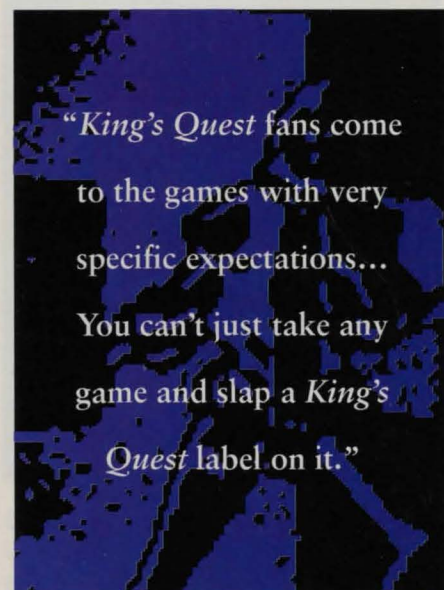 “King's Quest fans come
to the games with very
specific expectations...
You can't just take any
game and slap a King's
Quest label on it.”